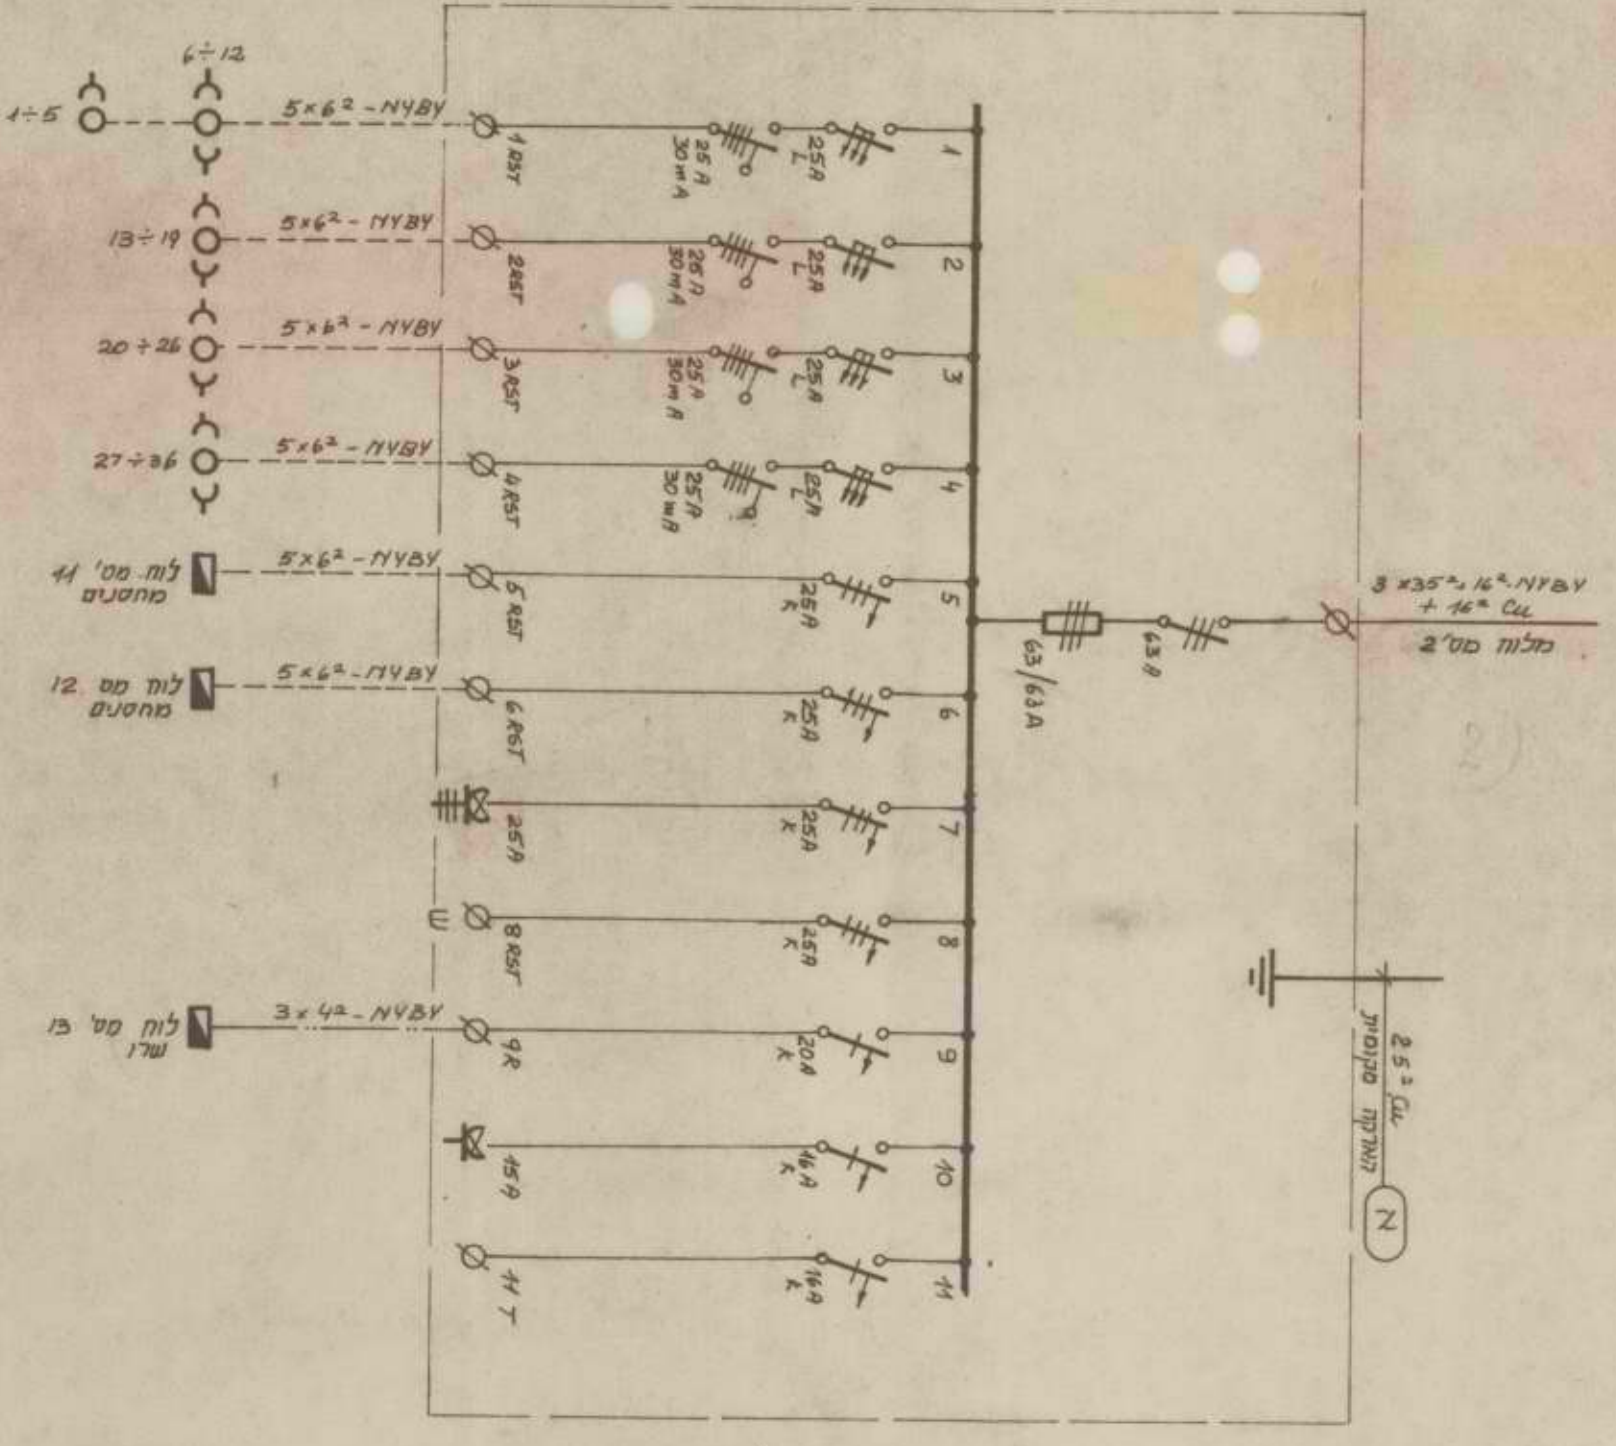 6÷12
1÷5
5×6² - NYBY
1 RST
25 A
30 mA
25A
L
1
13÷19
5×6² - NYBY
2RST
25 A
30 mA
25A
L
2
20÷26
5×6² - NYBY
3 RST
25 A
30 mA
25A
L
3
27÷36
5×6² - NYBY
4 RST
25 A
30 mA
25A
L
4
לוח מס' 11
מחסנים
5×6² - NYBY
5 RST
25A
K
5
לוח מס 12
מחסנים
5×6² - NYBY
6 RST
25A
K
6
25A
25A
K
7
8 RST
25A
K
8
לוח מס' 13
3×4² - NYBY
9R
20A
K
9
15A
16A
K
10
11 T
16A
K
11
63/63A
63A
3×35²+16² NYBY
+ 16² Cu
מלוח מס' 2
25² Cu
הארקה מקומית
N